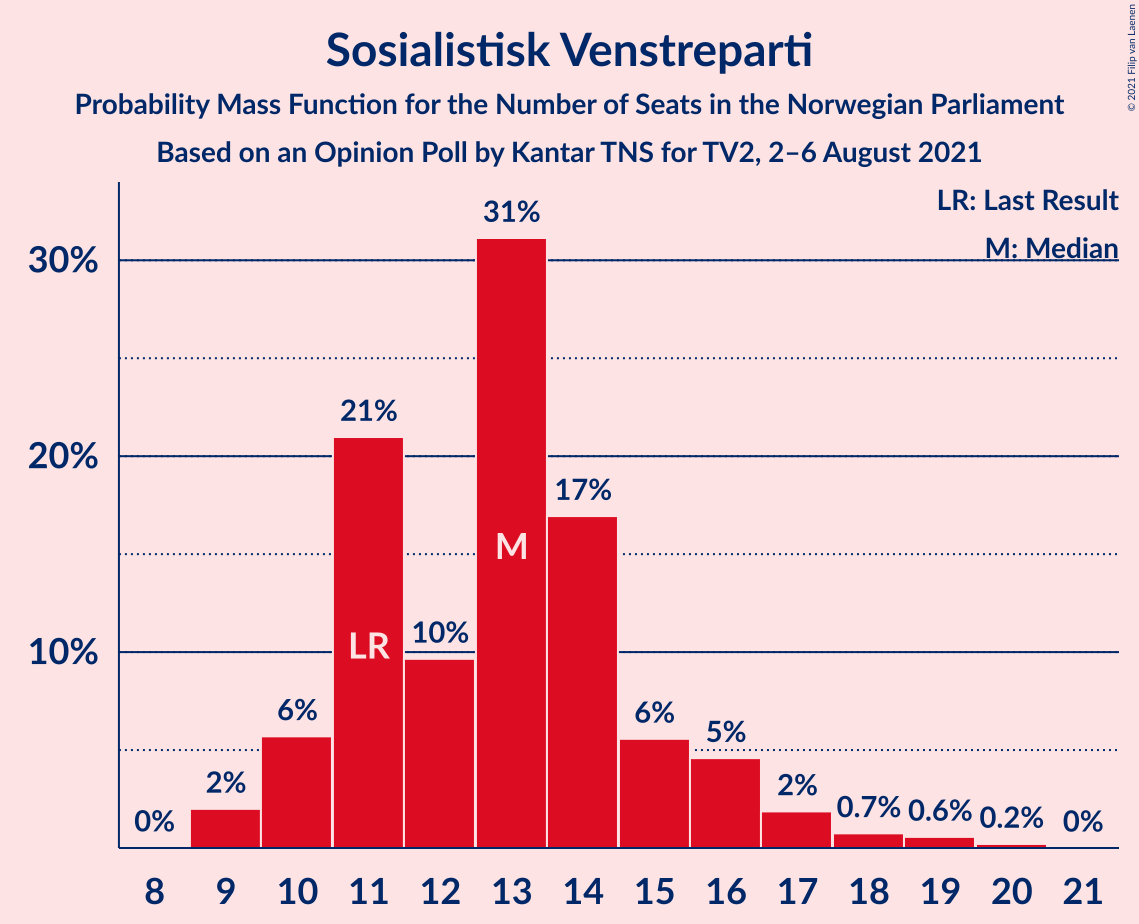 Sosialistisk Venstreparti
Probability Mass Function for the Number of Seats in the Norwegian Parliament
Based on an Opinion Poll by Kantar TNS for TV2, 2–6 August 2021
© 2021 Filip van Laenen
LR: Last Result
M: Median
30%
20%
10%
0%
2%
6%
21%
10%
31%
17%
6%
5%
2%
0.7%
0.6%
0.2%
0%
LR
M
8 9 10 11 12 13 14 15 16 17 18 19 20 21